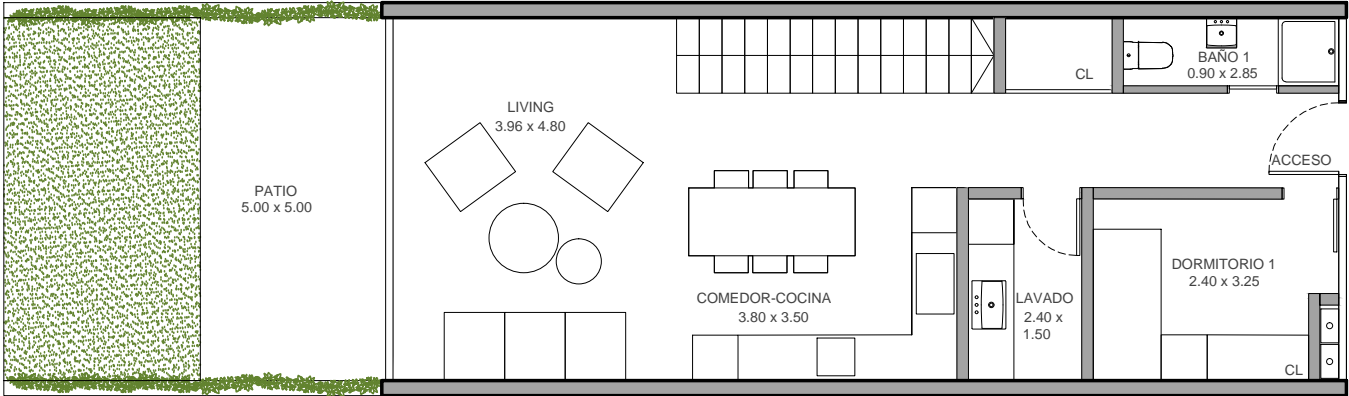 BAÑO 1
0.90 x 2.85
CL
LIVING
3.96 x 4.80
ACCESO
PATIO
5.00 x 5.00
DORMITORIO 1
2.40 x 3.25
COMEDOR-COCINA
3.80 x 3.50
LAVADO
2.40 x
1.50
CL